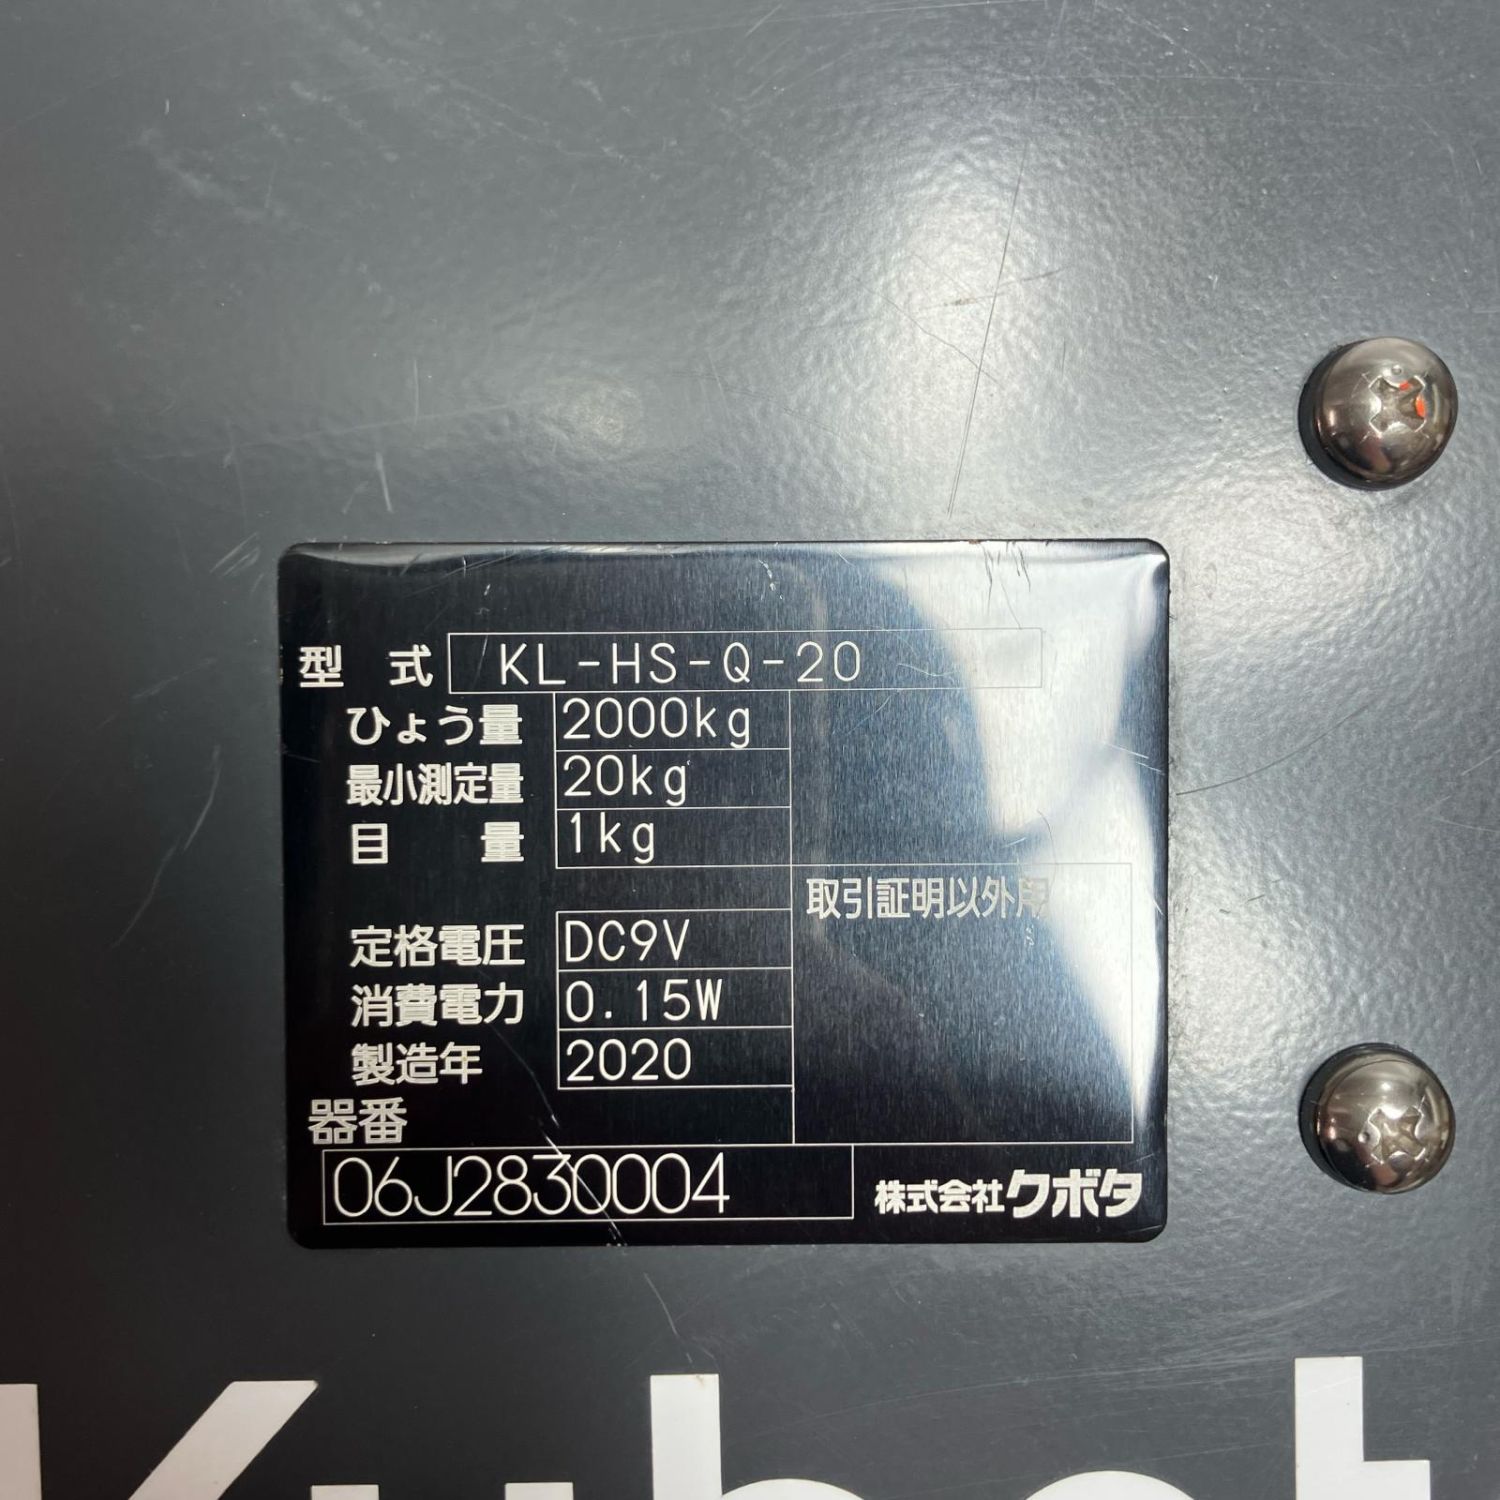 型 式 KL-HS-Q-20
ひょう量 2000kg
最小測定量 20kg
目 量 1kg
取引証明以外用
定格電圧 DC9V
消費電力 0.15W
製造年 2020
器番
06J2830004
株式会社クボタ
Kubot